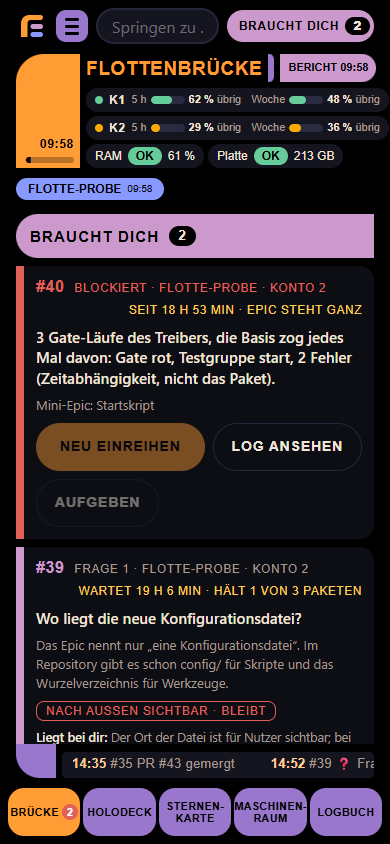 Springen zu .
BRAUCHT DICH 2
FLOTTENBRÜCKE
BERICHT 09:58
09:58
K1 5 h 62 % übrig Woche 48 % übrig
K2 5 h 29 % übrig Woche 36 % übrig
RAM OK 61 % Platte OK 213 GB
FLOTTE-PROBE 09:58
BRAUCHT DICH 2
#40 BLOCKIERT · FLOTTE-PROBE · KONTO 2
SEIT 18 H 53 MIN · EPIC STEHT GANZ
3 Gate-Läufe des Treibers, die Basis zog jedes
Mal davon: Gate rot, Testgruppe start, 2 Fehler
(Zeitabhängigkeit, nicht das Paket).
Mini-Epic: Startskript
NEU EINREIHEN LOG ANSEHEN
AUFGEBEN
#39 FRAGE 1 · FLOTTE-PROBE · KONTO 2
WARTET 19 H 6 MIN · HÄLT 1 VON 3 PAKETEN
Wo liegt die neue Konfigurationsdatei?
Das Epic nennt nur „eine Konfigurationsdatei“. Im
Repository gibt es schon config/ für Skripte und das
Wurzelverzeichnis für Werkzeuge.
NACH AUSSEN SICHTBAR · BLEIBT
Liegt bei dir: Der Ort der Datei ist für Nutzer sichtbar; bei
14:35 #35 PR #43 gemergt 14:52 #39 ❓ Fra
BRÜCKE 2 HOLODECK STERNEN- MASCHINEN- LOGBUCH
KARTE RAUM